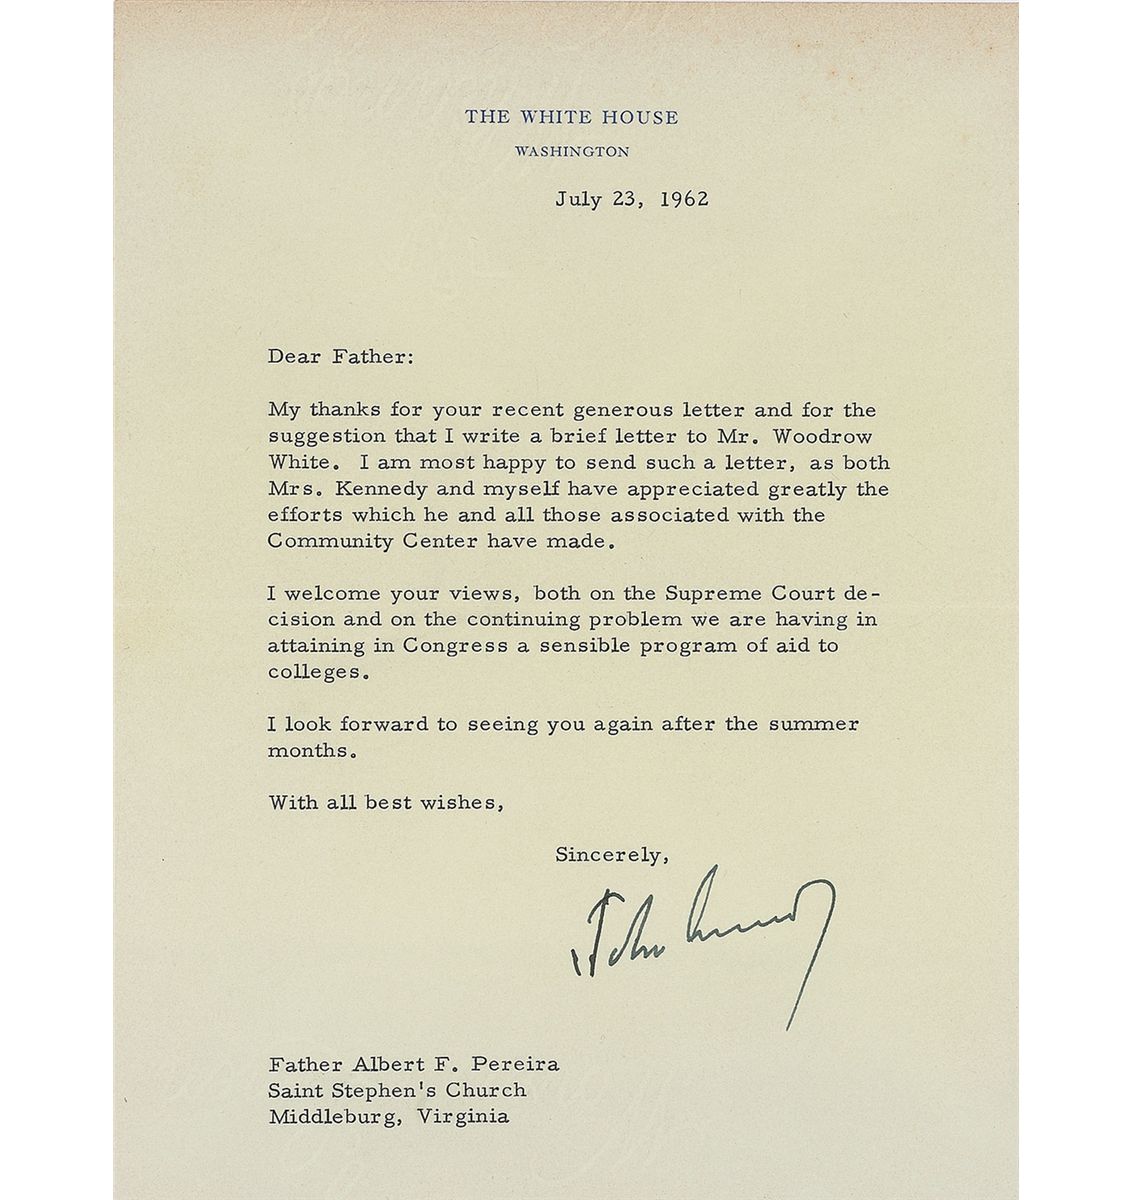 THE WHITE HOUSE
WASHINGTON
July 23, 1962
Dear Father:
My thanks for your recent generous letter and for the
suggestion that I write a brief letter to Mr. Woodrow
White. I am most happy to send such a letter, as both
Mrs. Kennedy and myself have appreciated greatly the
efforts which he and all those associated with the
Community Center have made.
I welcome your views, both on the Supreme Court de-
cision and on the continuing problem we are having in
attaining in Congress a sensible program of aid to
colleges.
I look forward to seeing you again after the summer
months.
With all best wishes,
Sincerely,
John Kennedy
Father Albert F. Pereira
Saint Stephen's Church
Middleburg, Virginia